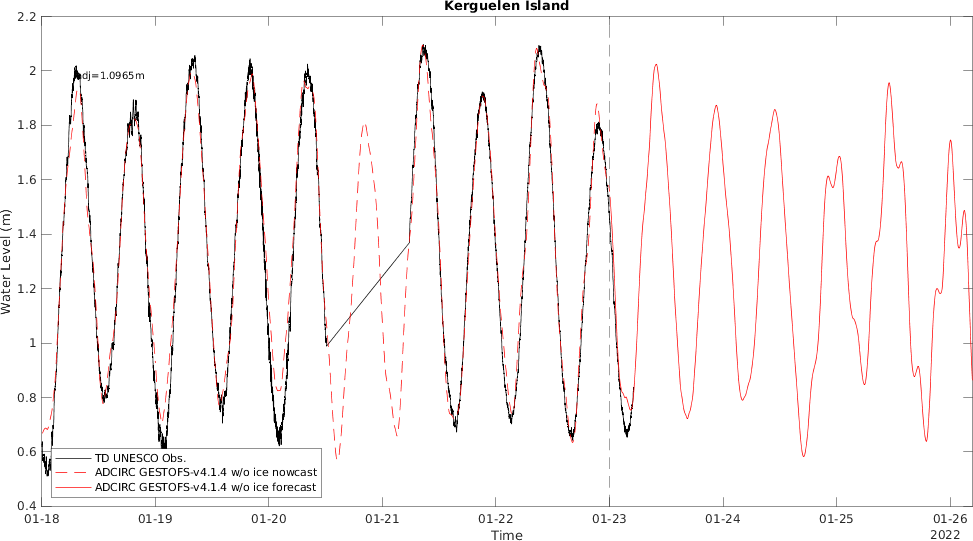 Kerguelen Island
2.2
2
1.8
1.6
1.4
1.2
1
0.8
0.6
0.4
Water Level (m)
dj=1.0965m
TD UNESCO Obs.
ADCIRC GESTOFS-v4.1.4 w/o ice nowcast
ADCIRC GESTOFS-v4.1.4 w/o ice forecast
01-18 01-19 01-20 01-21 01-22 01-23 01-24 01-25 01-26
Time 2022